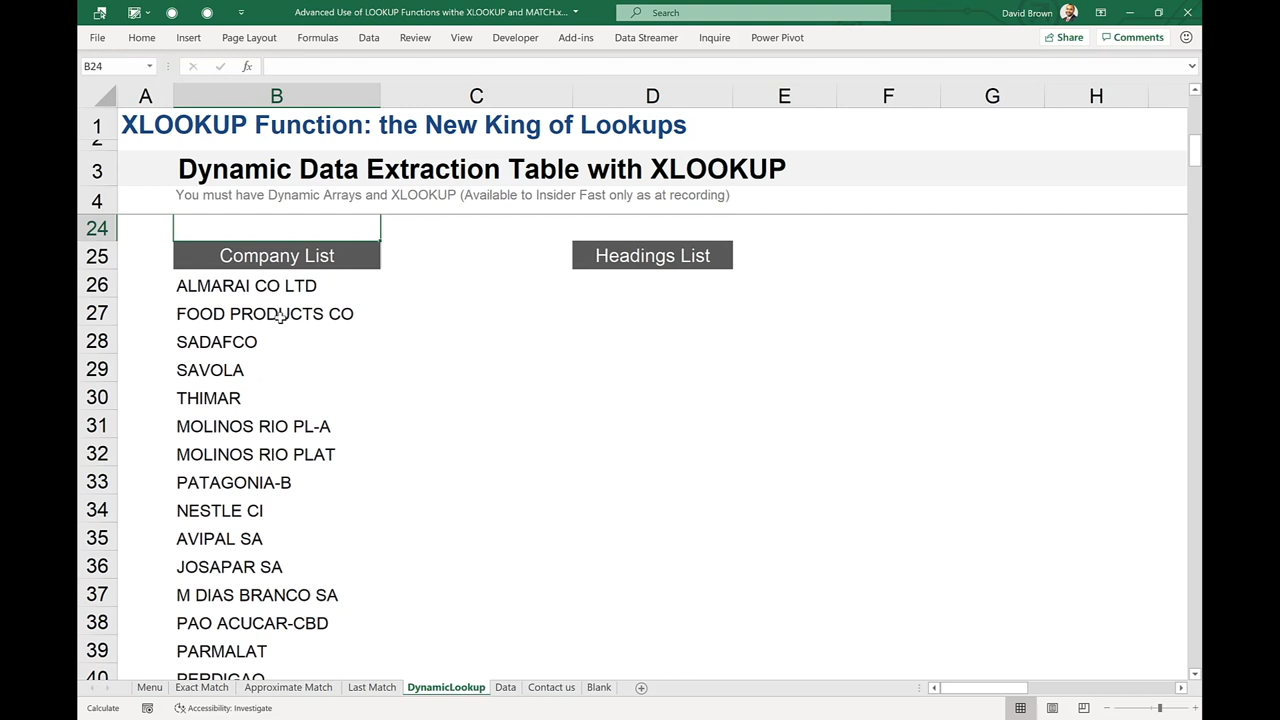 Advanced Use of LOOKUP Functions withe XLOOKUP and MATCH.x...
Search
David Brown
File Home Insert Page Layout Formulas Data Review View Developer Add-ins Data Streamer Inquire Power Pivot
Share
Comments
B24
fx
A B C D E F G H
1 XLOOKUP Function: the New King of Lookups
2
3 Dynamic Data Extraction Table with XLOOKUP
4 You must have Dynamic Arrays and XLOOKUP (Available to Insider Fast only as at recording)
24
25 Company List Headings List
26 ALMARAI CO LTD
27 FOOD PRODUCTS CO
28 SADAFCO
29 SAVOLA
30 THIMAR
31 MOLINOS RIO PL-A
32 MOLINOS RIO PLAT
33 PATAGONIA-B
34 NESTLE CI
35 AVIPAL SA
36 JOSAPAR SA
37 M DIAS BRANCO SA
38 PAO ACUCAR-CBD
39 PARMALAT
40 PERDIGAO
Menu Exact Match Approximate Match Last Match DynamicLookup Data Contact us Blank
Calculate Accessibility: Investigate